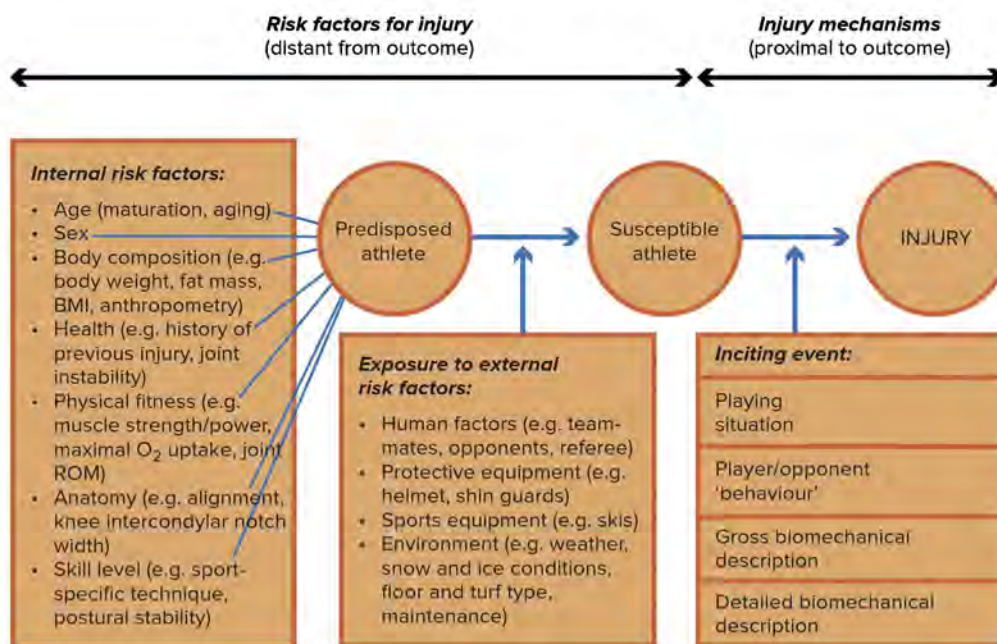 Risk factors for injury
(distant from outcome)
Injury mechanisms
(proximal to outcome)
Internal risk factors:
• Age (maturation, aging)
• Sex
• Body composition (e.g.
body weight, fat mass,
BMI, anthropometry)
• Health (e.g. history of
previous injury, joint
instability)
• Physical fitness (e.g.
muscle strength/power,
maximal O₂ uptake, joint
ROM)
• Anatomy (e.g. alignment,
knee intercondylar notch
width)
• Skill level (e.g. sport-
specific technique,
postural stability)
Predisposed
athlete
Susceptible
athlete
INJURY
Exposure to external
risk factors:
• Human factors (e.g. team-
mates, opponents, referee)
• Protective equipment (e.g.
helmet, shin guards)
• Sports equipment (e.g. skis)
• Environment (e.g. weather,
snow and ice conditions,
floor and turf type,
maintenance)
Inciting event:
Playing
situation
Player/opponent
‘behaviour’
Gross biomechanical
description
Detailed biomechanical
description